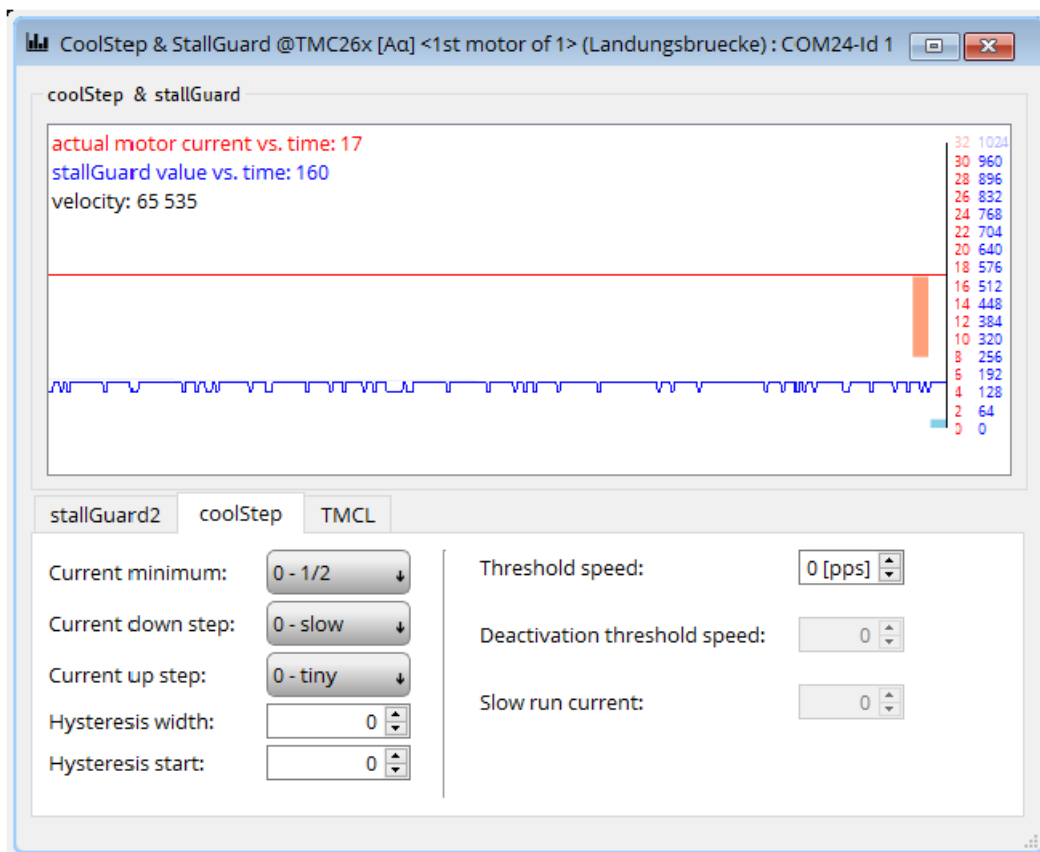 CoolStep & StallGuard @TMC26x [Aα] <1st motor of 1> (Landungsbruecke) : COM24-Id 1
coolStep & stallGuard
actual motor current vs. time: 17
stallGuard value vs. time: 160
velocity: 65 535
32 1024
30 960
28 896
26 832
24 768
22 704
20 640
18 576
16 512
14 448
12 384
10 320
8 256
6 192
4 128
2 64
0 0
stallGuard2 coolStep TMCL
Current minimum: 0 - 1/2
Threshold speed: 0 [pps]
Current down step: 0 - slow
Deactivation threshold speed: 0
Current up step: 0 - tiny
Slow run current: 0
Hysteresis width: 0
Hysteresis start: 0